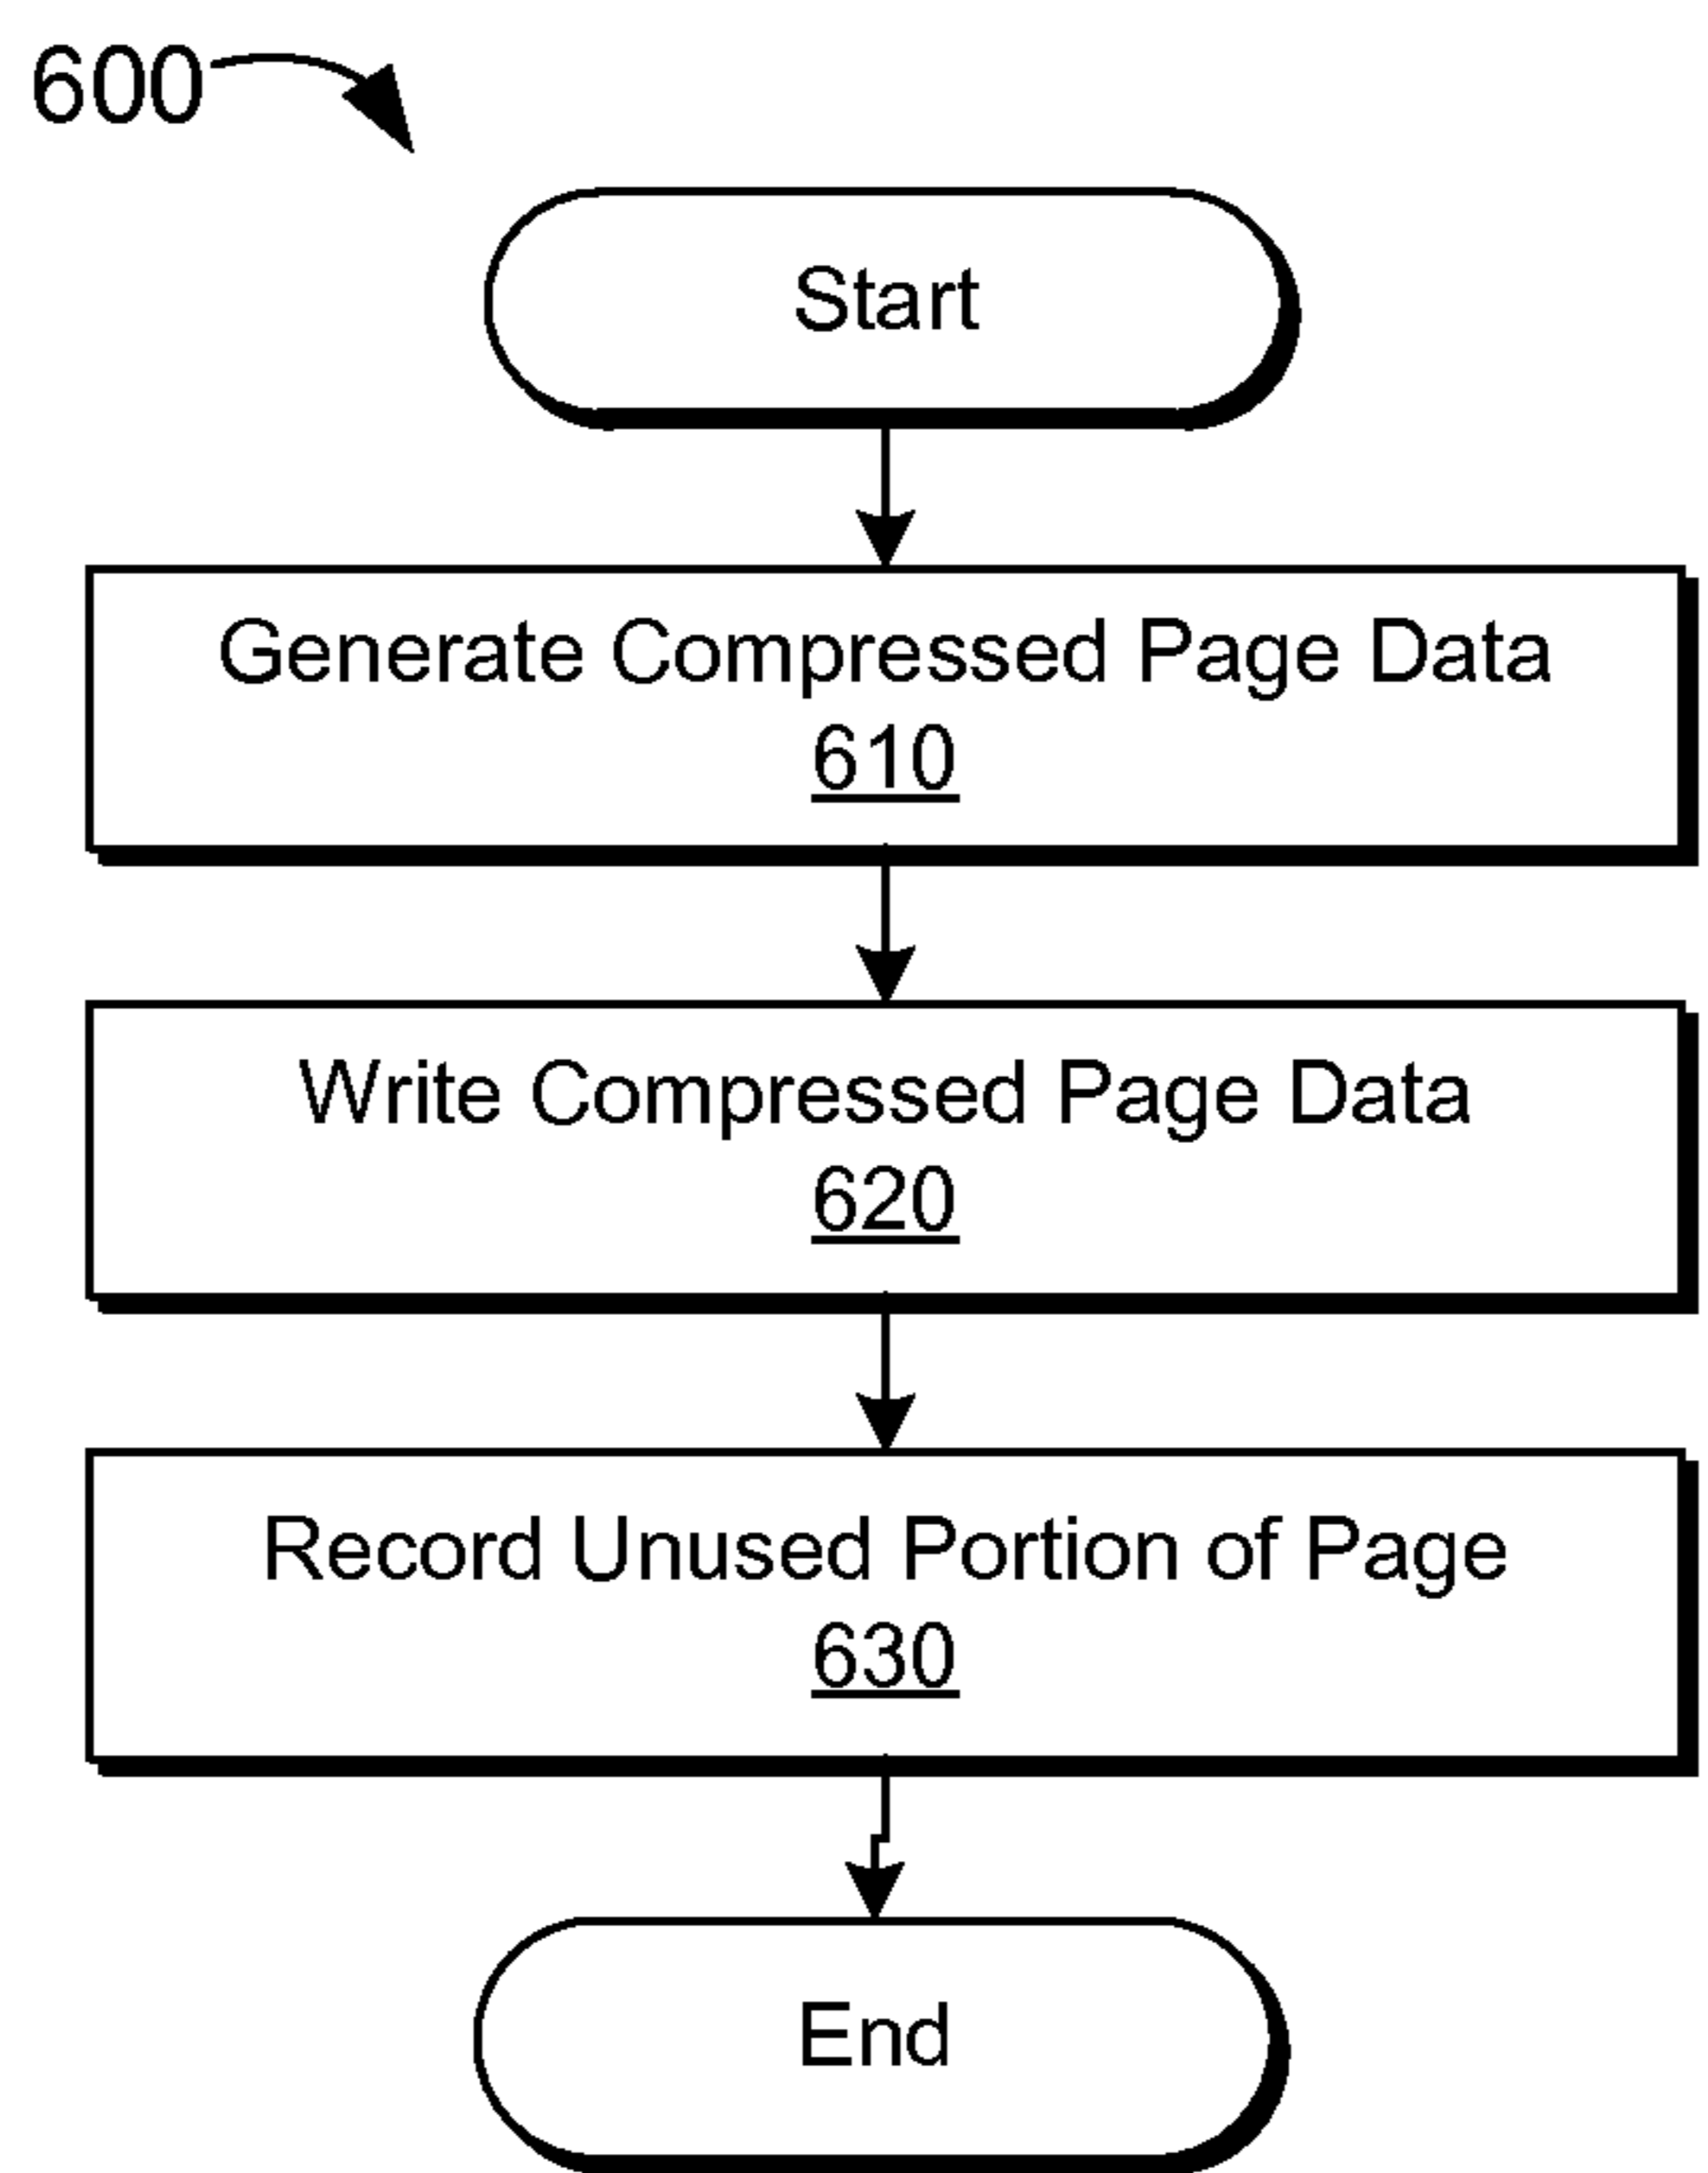 600
Start
Generate Compressed Page Data
610
Write Compressed Page Data
620
Record Unused Portion of Page
630
End